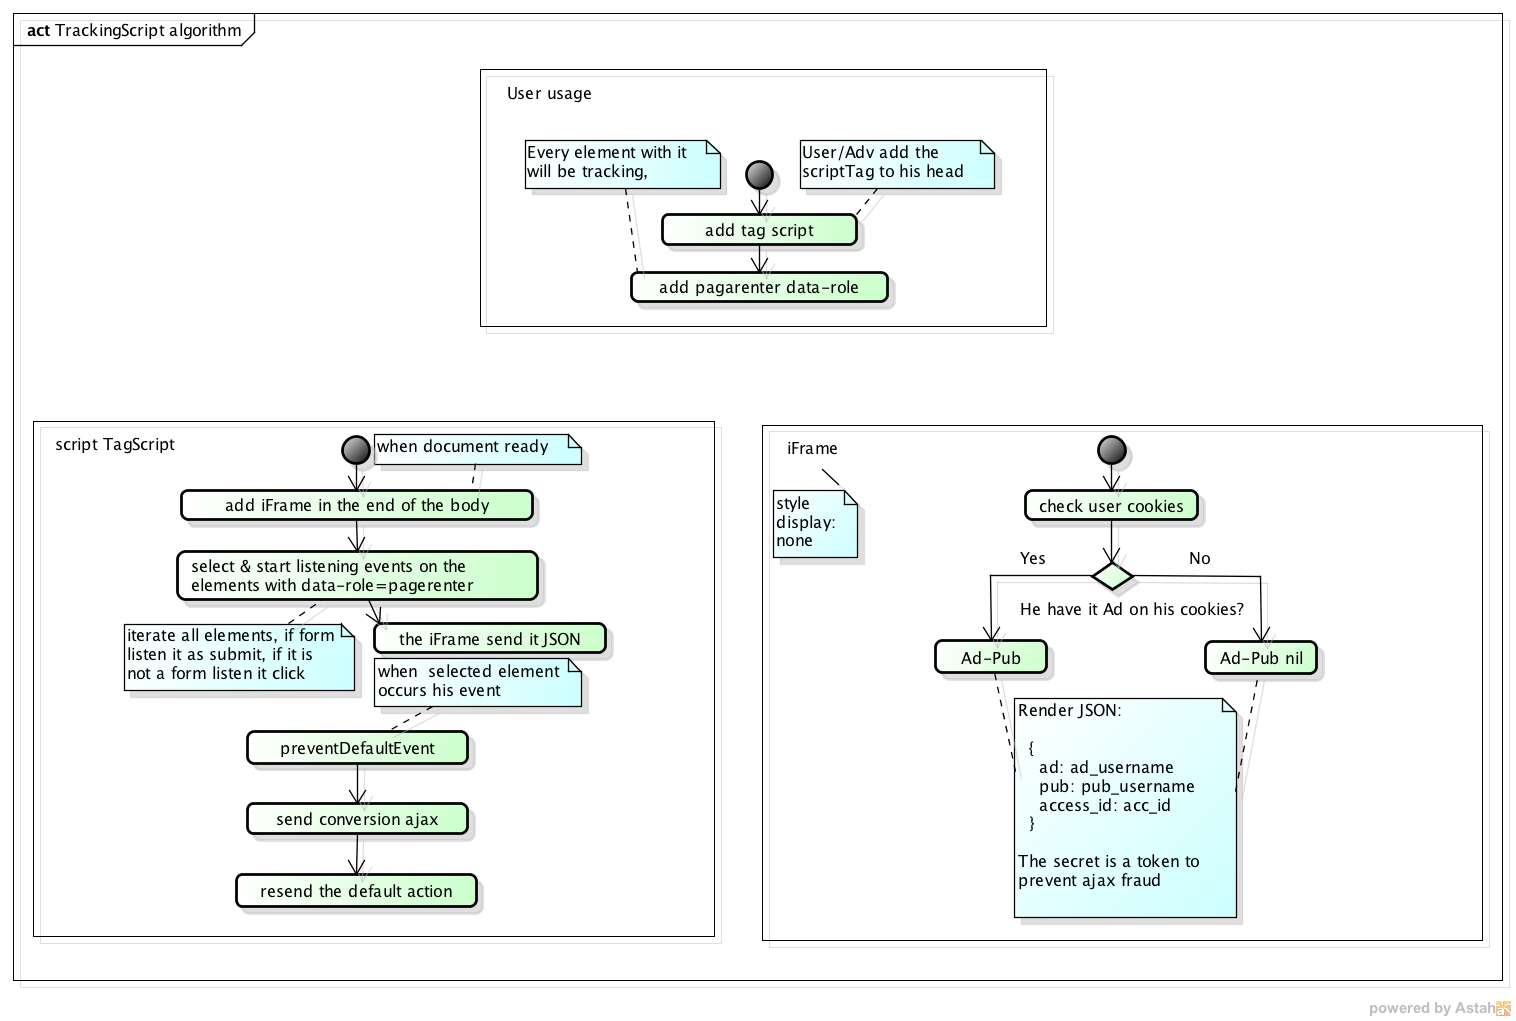 act TrackingScript algorithm
User usage
Every element with it
will be tracking,
User/Adv add the
scriptTag to his head
add tag script
add pagarenter data-role
script TagScript
when document ready
add iFrame in the end of the body
select & start listening events on the
elements with data-role=pagerenter
iterate all elements, if form
listen it as submit, if it is
not a form listen it click
the iFrame send it JSON
when selected element
occurs his event
preventDefaultEvent
send conversion ajax
resend the default action
iFrame
style
display:
none
check user cookies
Yes
No
He have it Ad on his cookies?
Ad-Pub
Ad-Pub nil
Render JSON:
{
ad: ad_username
pub: pub_username
access_id: acc_id
}
The secret is a token to
prevent ajax fraud
powered by Astah